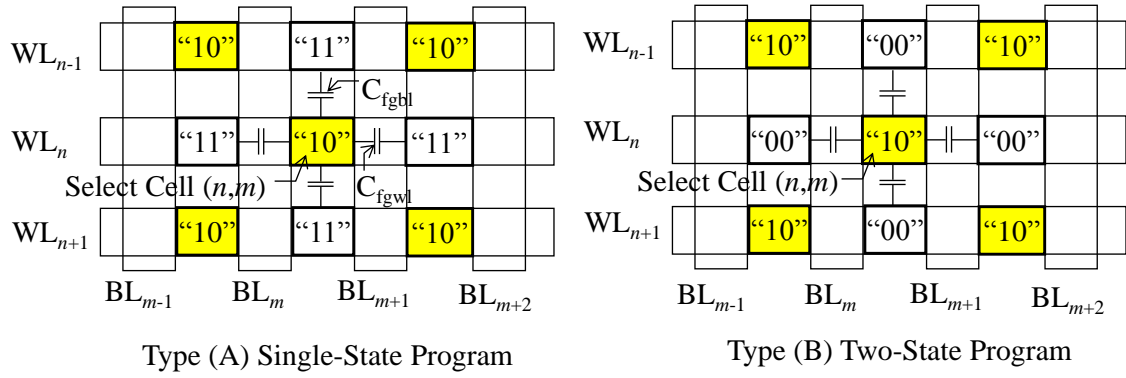 WLn-1 “10” “11” “10” “10” “00” “10”
Cfgbl WLn-1
WLn “11” “10” “11” WLn “00” “10” “00”
Select Cell (n,m) Cfgwl Select Cell (n,m)
WLn+1 “10” “11” “10” WLn+1 “10” “00” “10”
BLm-1 BLm BLm+1 BLm+2 BLm-1 BLm BLm+1 BLm+2
Type (A) Single-State Program Type (B) Two-State Program